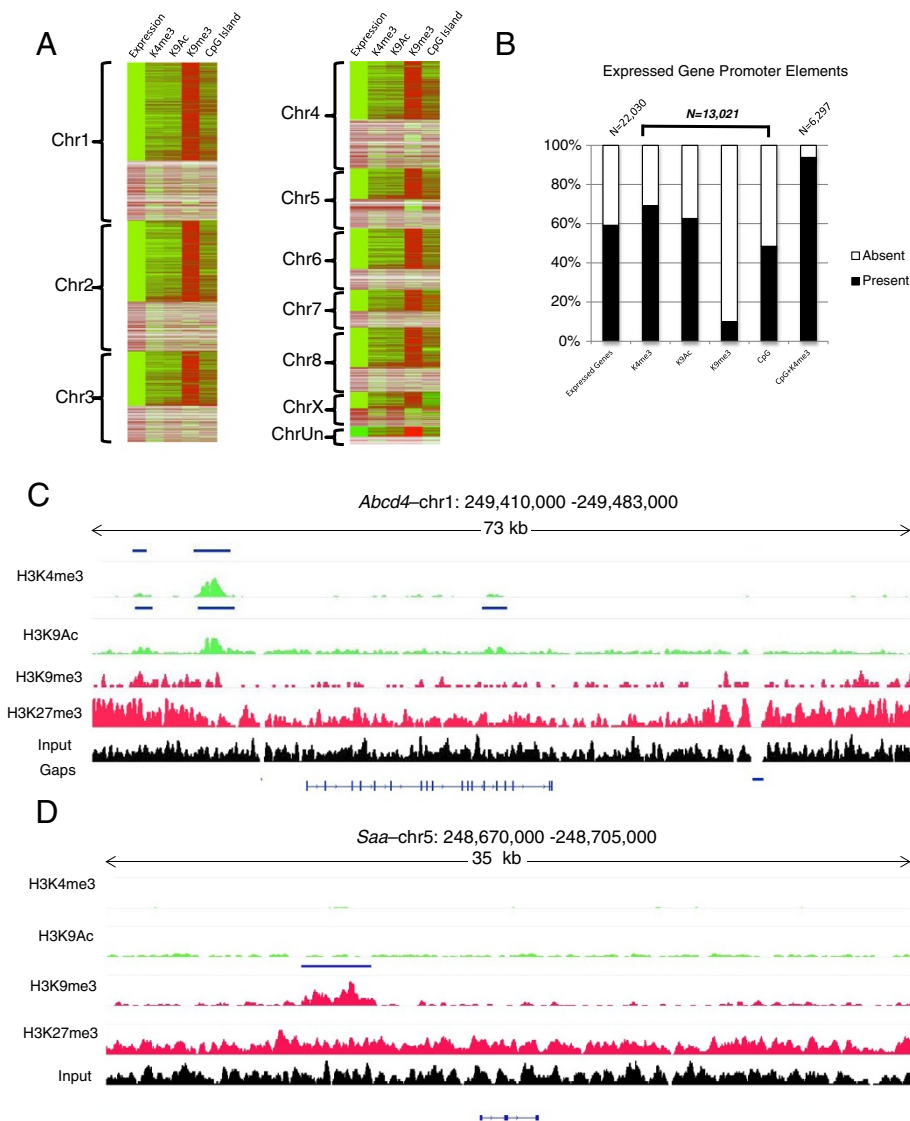 A
Expression
K4me3
K9Ac
K9me3
CpG Island
Chr1
Chr2
Chr3
Expression
K4me3
K9Ac
K9me3
CpG Island
Chr4
Chr5
Chr6
Chr7
Chr8
ChrX
ChrUn
B
Expressed Gene Promoter Elements
N=22,030
N=13,021
N=6,297
100%
80%
60%
40%
20%
0%
Absent
Present
Expressed Genes
K4me3
K9Ac
K9me3
CpG
CpG+K4me3
C
Abcd4–chr1: 249,410,000 -249,483,000
73 kb
H3K4me3
H3K9Ac
H3K9me3
H3K27me3
Input
Gaps
D
Saa–chr5: 248,670,000 -248,705,000
35 kb
H3K4me3
H3K9Ac
H3K9me3
H3K27me3
Input